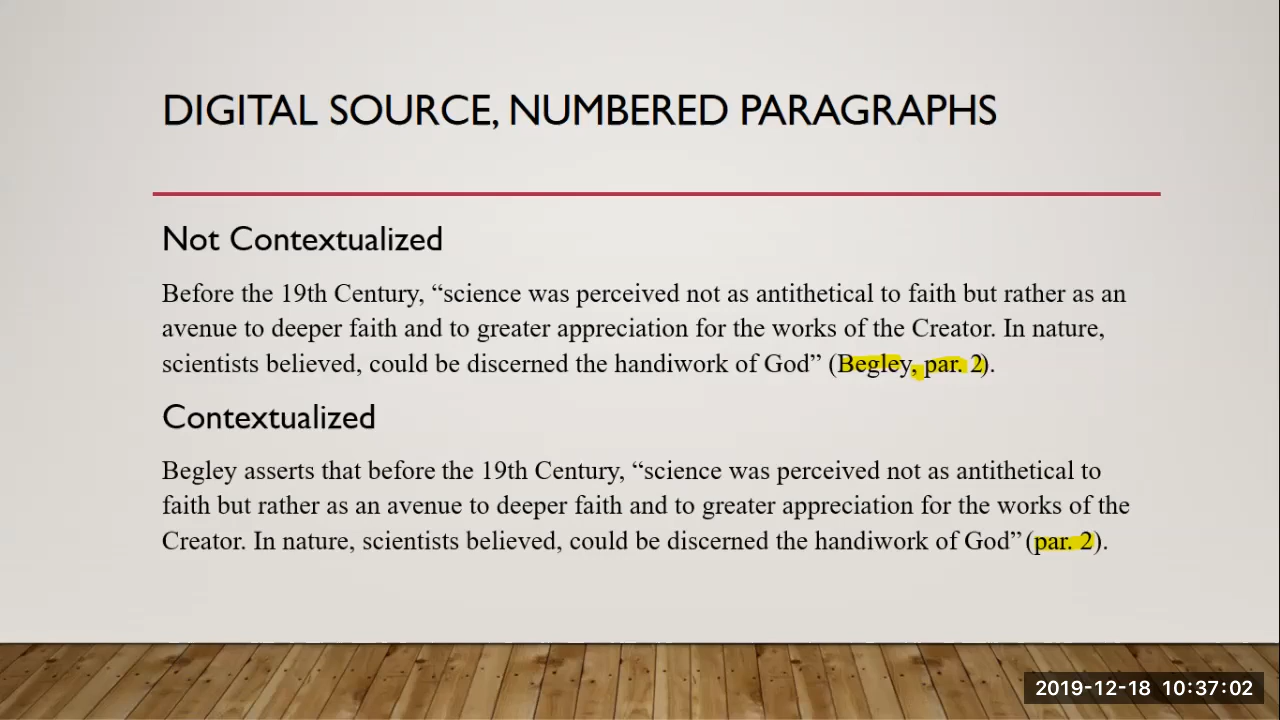 DIGITAL SOURCE, NUMBERED PARAGRAPHS
Not Contextualized
Before the 19th Century, “science was perceived not as antithetical to faith but rather as an
avenue to deeper faith and to greater appreciation for the works of the Creator. In nature,
scientists believed, could be discerned the handiwork of God” (Begley, par. 2).
Contextualized
Begley asserts that before the 19th Century, “science was perceived not as antithetical to
faith but rather as an avenue to deeper faith and to greater appreciation for the works of the
Creator. In nature, scientists believed, could be discerned the handiwork of God” (par. 2).
2019-12-18 10:37:02